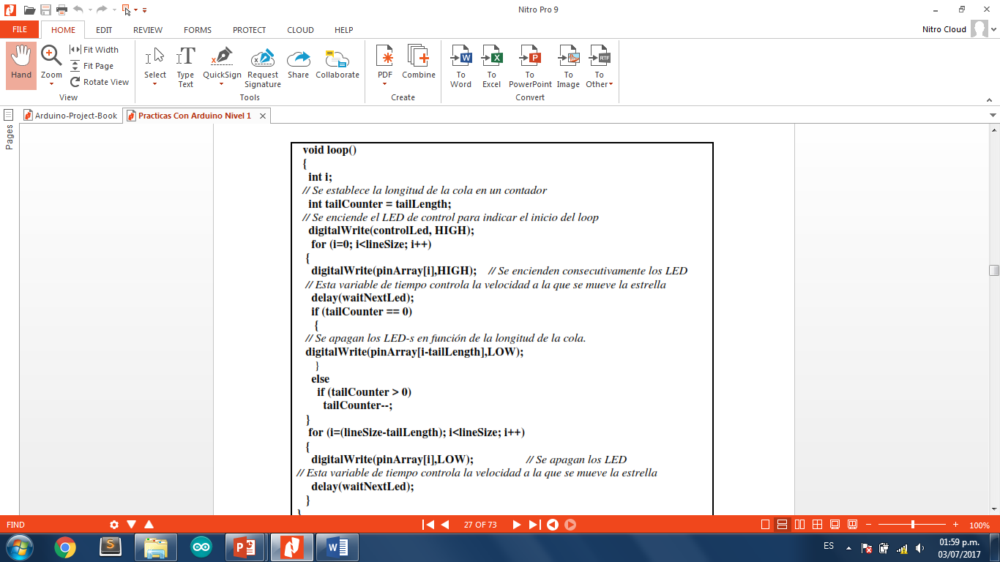 Nitro Pro 9
FILE
HOME
EDIT
REVIEW
FORMS
PROTECT
CLOUD
HELP
Nitro Cloud
Hand
Zoom
Fit Width
Fit Page
Rotate View
View
Select
Type Text
QuickSign
Request Signature
Share
Collaborate
Tools
PDF
Combine
Create
To Word
To Excel
To PowerPoint
To Image
To Other
Convert
Pages
Arduino-Project-Book
Practicas Con Arduino Nivel 1
void loop()
{
int i;
// Se establece la longitud de la cola en un contador
int tailCounter = tailLength;
// Se enciende el LED de control para indicar el inicio del loop
digitalWrite(controlLed, HIGH);
for (i=0; i<lineSize; i++)
{
digitalWrite(pinArray[i],HIGH); // Se encienden consecutivamente los LED
// Esta variable de tiempo controla la velocidad a la que se mueve la estrella
delay(waitNextLed);
if (tailCounter == 0)
{
// Se apagan los LED-s en función de la longitud de la cola.
digitalWrite(pinArray[i-tailLength],LOW);
}
else
if (tailCounter > 0)
tailCounter--;
}
for (i=(lineSize-tailLength); i<lineSize; i++)
{
digitalWrite(pinArray[i],LOW); // Se apagan los LED
// Esta variable de tiempo controla la velocidad a la que se mueve la estrella
delay(waitNextLed);
}
}
FIND
27 OF 73
100%
ES
01:59 p.m.
03/07/2017